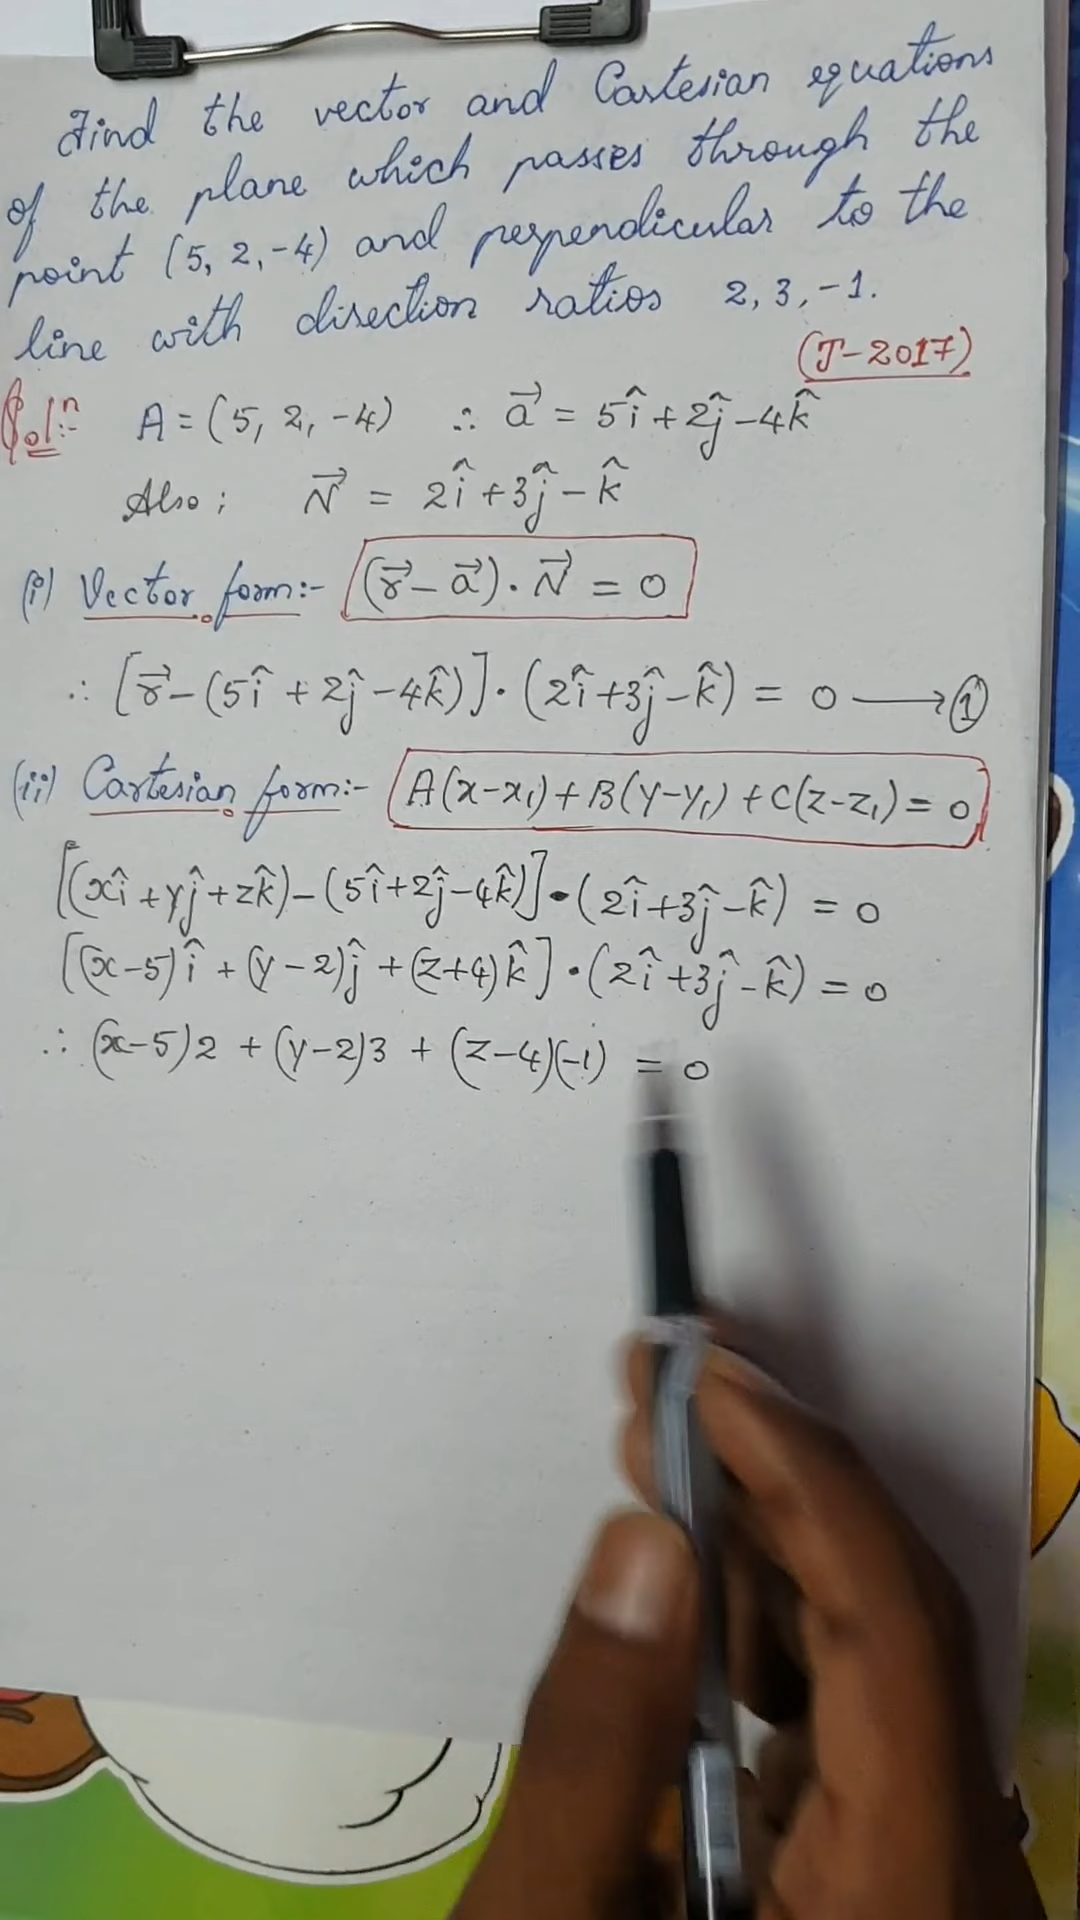 Find the vector and Cartesian equations
of the plane which passes through the
point (5, 2, -4) and perpendicular to the
line with direction ratios 2, 3, -1.
(J-2017)
Solⁿ:- A = (5, 2, -4) ∴ a⃗ = 5î + 2ĵ - 4k̂
Also; N⃗ = 2î + 3ĵ - k̂
(i) Vector form:- (r⃗ - a⃗) · N⃗ = 0
∴ [r⃗ - (5î + 2ĵ - 4k̂)] · (2î + 3ĵ - k̂) = 0 ⟶ ①
(ii) Cartesian form:- A(x-x₁) + B(y-y₁) + C(z-z₁) = 0
[(xî + yĵ + zk̂) - (5î + 2ĵ - 4k̂)] · (2î + 3ĵ - k̂) = 0
[(x-5)î + (y-2)ĵ + (z+4)k̂] · (2î + 3ĵ - k̂) = 0
∴ (x-5)2 + (y-2)3 + (z-4)(-1) = 0